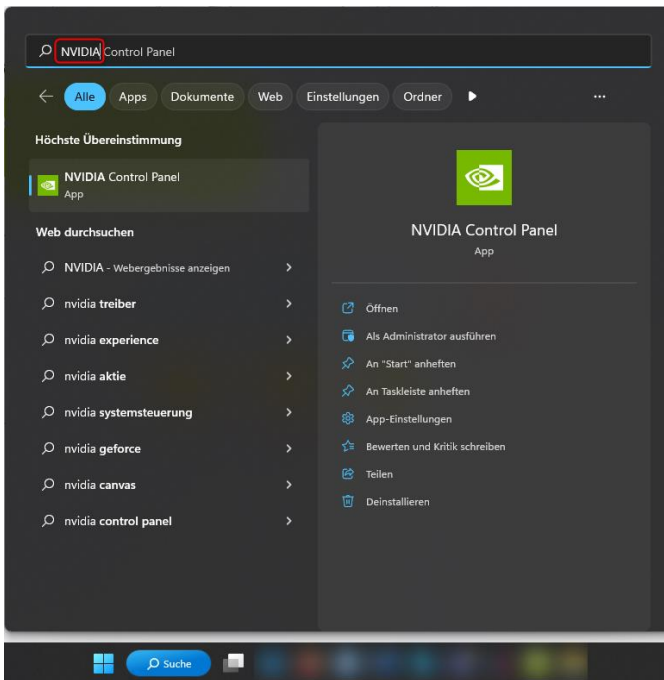 NVIDIA Control Panel
Alle Apps Dokumente Web Einstellungen Ordner
Höchste Übereinstimmung
NVIDIA Control Panel
App
Web durchsuchen
NVIDIA - Webergebnisse anzeigen
nvidia treiber
nvidia experience
nvidia aktie
nvidia systemsteuerung
nvidia geforce
nvidia canvas
nvidia control panel
NVIDIA Control Panel
App
Öffnen
Als Administrator ausführen
An "Start" anheften
An Taskleiste anheften
App-Einstellungen
Bewerten und Kritik schreiben
Teilen
Deinstallieren
Suche